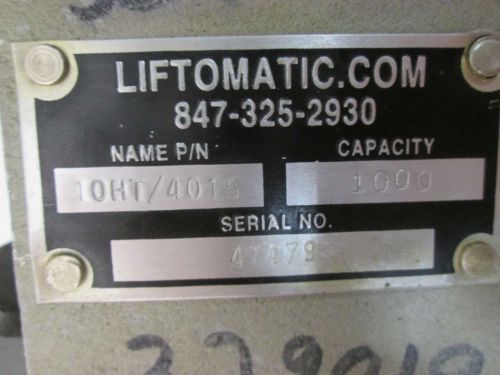 LIFTOMATIC.COM
847-325-2930
NAME P/N
CAPACITY
10HT/4015
1000
SERIAL NO.
47479